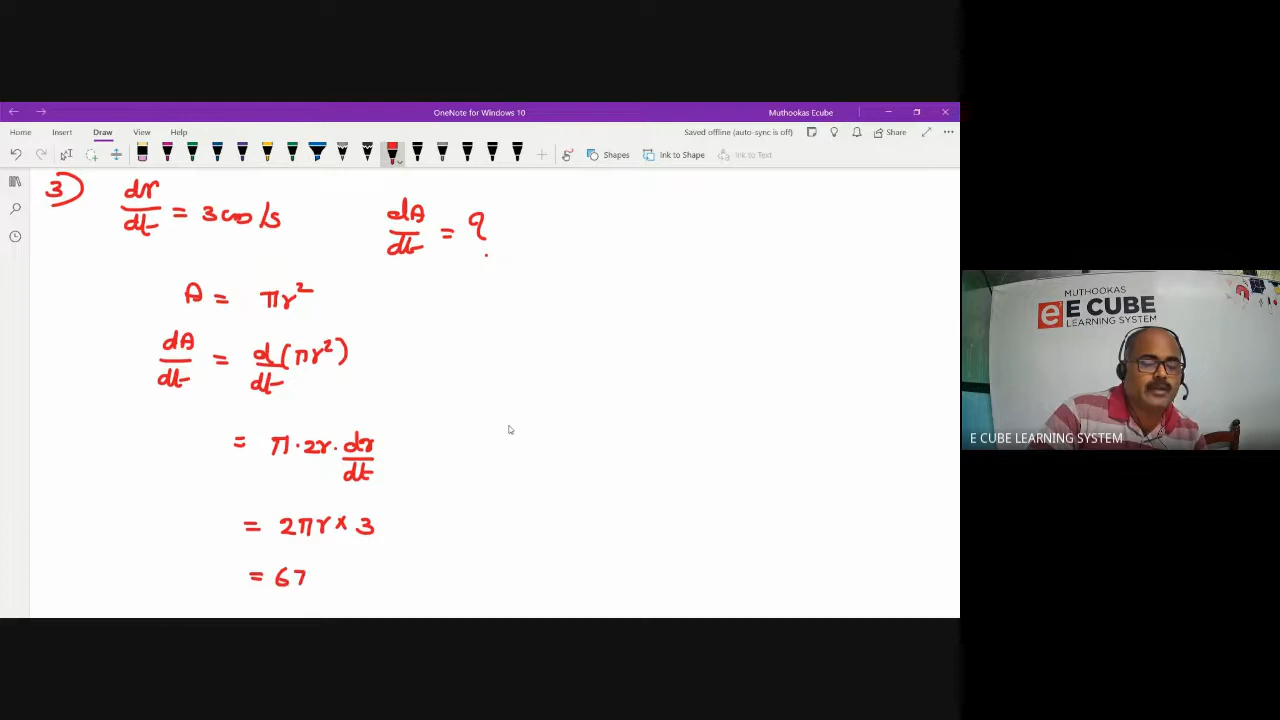 OneNote for Windows 10
Muthookas Ecube
Home Insert Draw View Help
Saved offline (auto-sync is off)
Share
Shapes
Ink to Shape
Ink to Text
3) dr/dt = 3cm/s
dA/dt = ?
A = πr²
dA/dt = d/dt (πr²)
= π·2r·dr/dt
= 2πr × 3
= 67
MUTHOOKAS
e E CUBE
LEARNING SYSTEM
E CUBE LEARNING SYSTEM